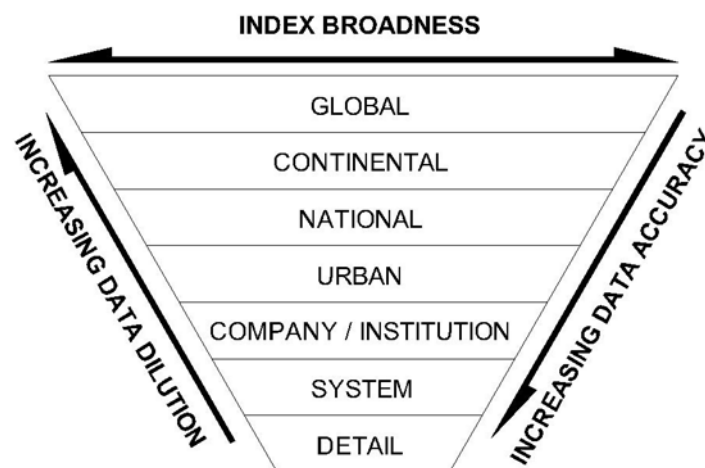 INDEX BROADNESS
GLOBAL
CONTINENTAL
NATIONAL
URBAN
COMPANY / INSTITUTION
SYSTEM
DETAIL
INCREASING DATA DILUTION
INCREASING DATA ACCURACY